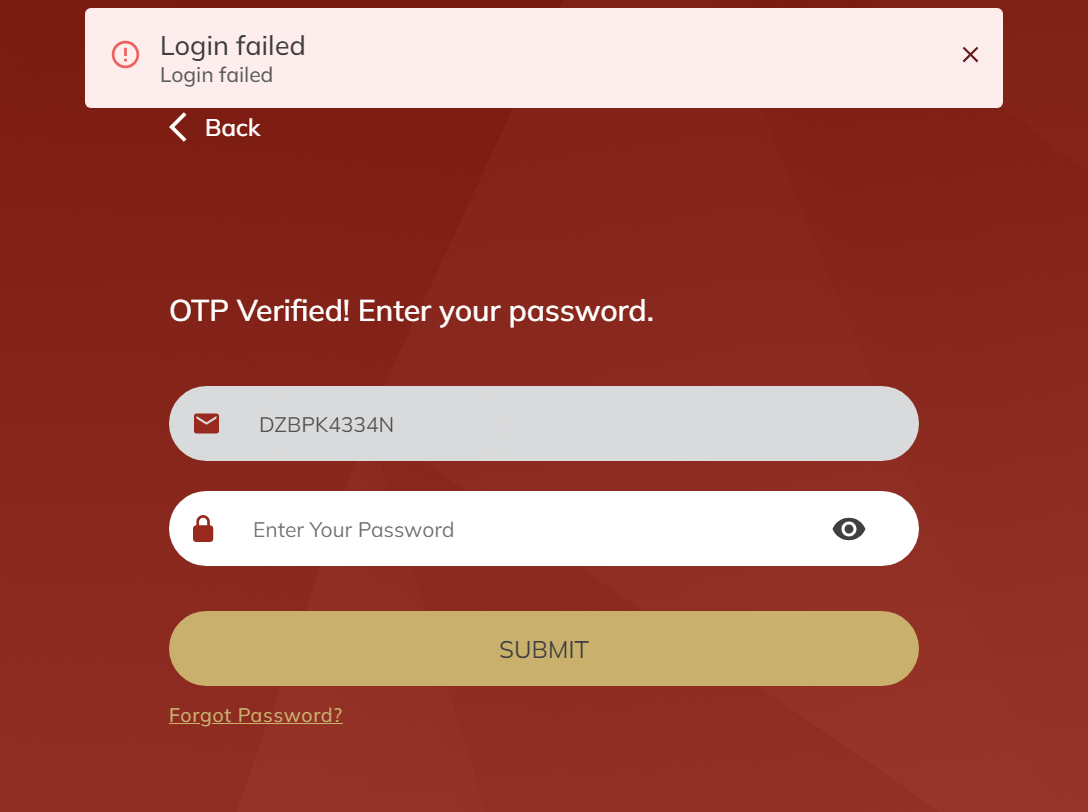 Login failed
Login failed
Back
OTP Verified! Enter your password.
DZBPK4334N
Enter Your Password
SUBMIT
Forgot Password?